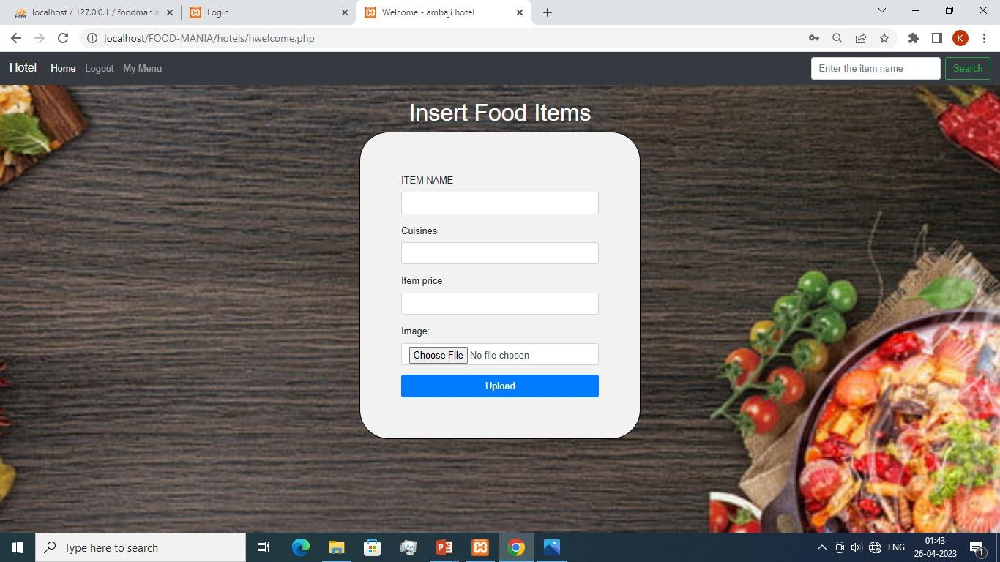 localhost / 127.0.0.1 / foodmania
Login
Welcome - ambaji hotel
localhost/FOOD-MANIA/hotels/hwelcome.php
K
Hotel Home Logout My Menu Enter the item name Search
Insert Food Items
ITEM NAME
Cuisines
Item price
Image:
Choose File No file chosen
Upload
Type here to search
ENG
01:43
26-04-2023
1